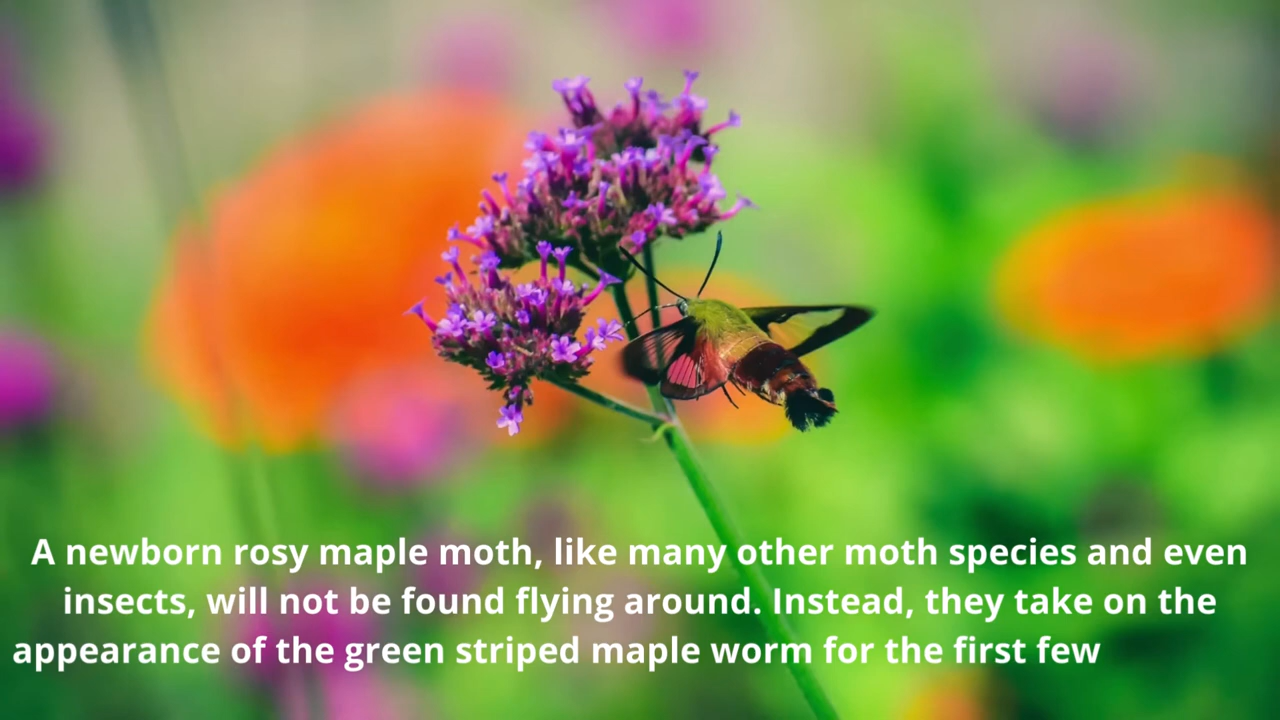 A newborn rosy maple moth, like many other moth species and even
insects, will not be found flying around. Instead, they take on the
appearance of the green striped maple worm for the first few